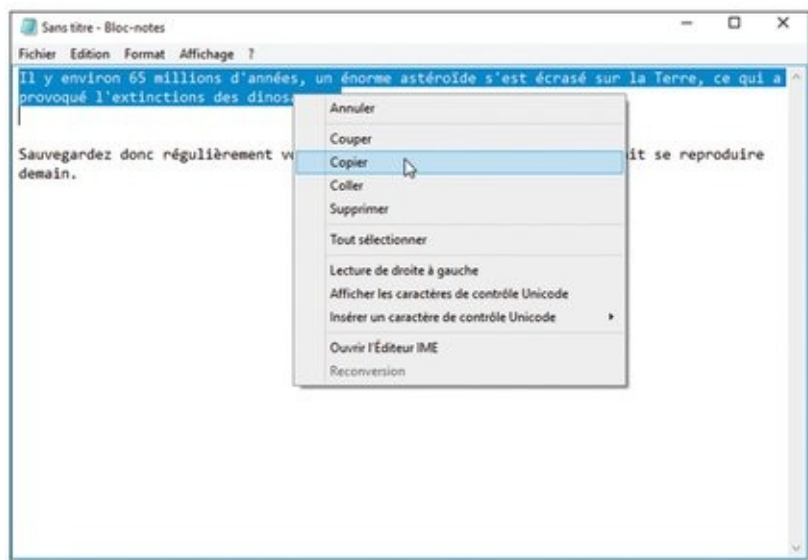 Sans titre - Bloc-notes
Fichier Edition Format Affichage ?
Il y environ 65 millions d'années, un énorme astéroïde s'est écrasé sur la Terre, ce qui a
provoqué l'extinctions des dinos
Annuler
Couper
Sauvegardez donc régulièrement it se reproduire
Copier
demain.
Coller
Supprimer
Tout sélectionner
Lecture de droite à gauche
Afficher les caractères de contrôle Unicode
Insérer un caractère de contrôle Unicode
Ouvrir l'Éditeur IME
Reconversion